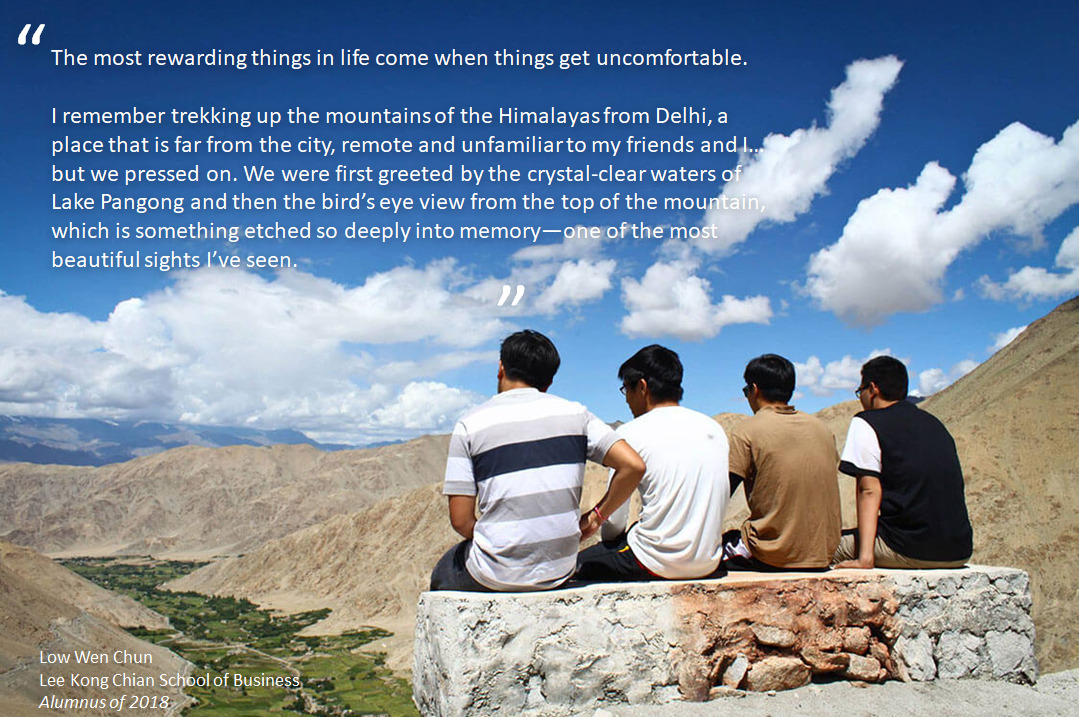 “
The most rewarding things in life come when things get uncomfortable.
I remember trekking up the mountains of the Himalayas from Delhi, a
place that is far from the city, remote and unfamiliar to my friends and I...
but we pressed on. We were first greeted by the crystal-clear waters of
Lake Pangong and then the bird’s eye view from the top of the mountain,
which is something etched so deeply into memory—one of the most
beautiful sights I’ve seen.
”
Low Wen Chun
Lee Kong Chian School of Business
Alumnus of 2018